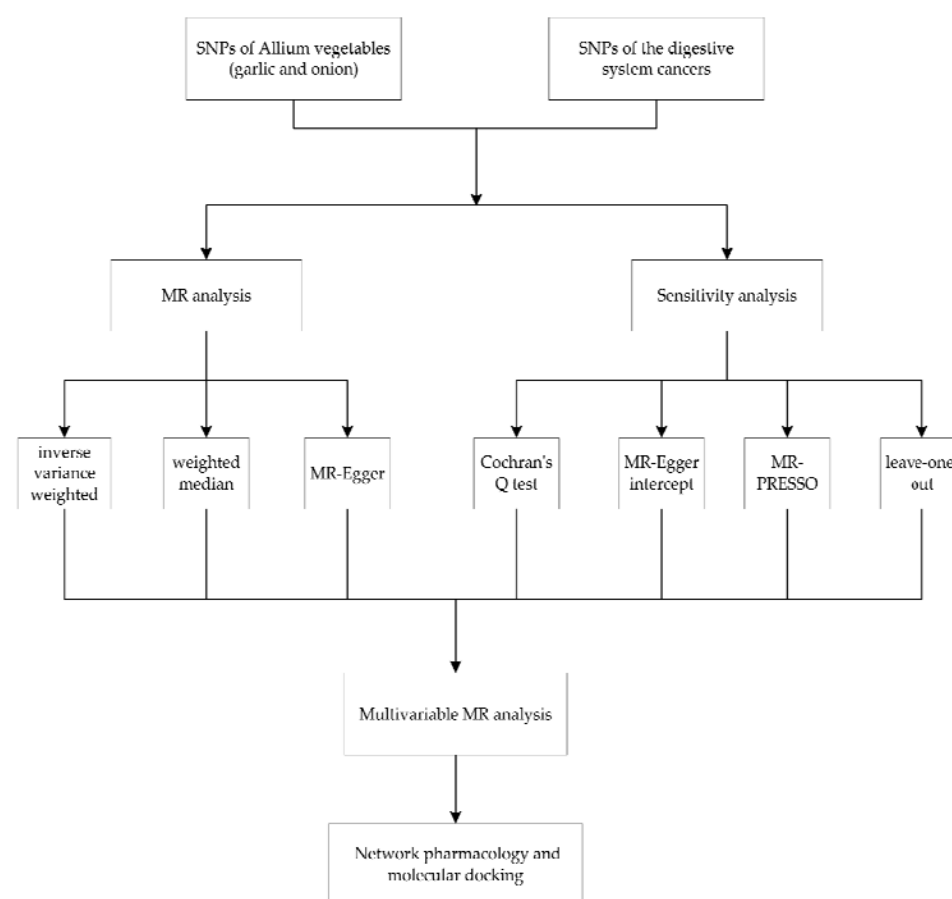 SNPs of Allium vegetables
(garlic and onion)
SNPs of the digestive
system cancers
MR analysis
Sensitivity analysis
inverse
variance
weighted
weighted
median
MR-Egger
Cochran's
Q test
MR-Egger
intercept
MR-
PRESSO
leave-one
out
Multivariable MR analysis
Network pharmacology and
molecular docking